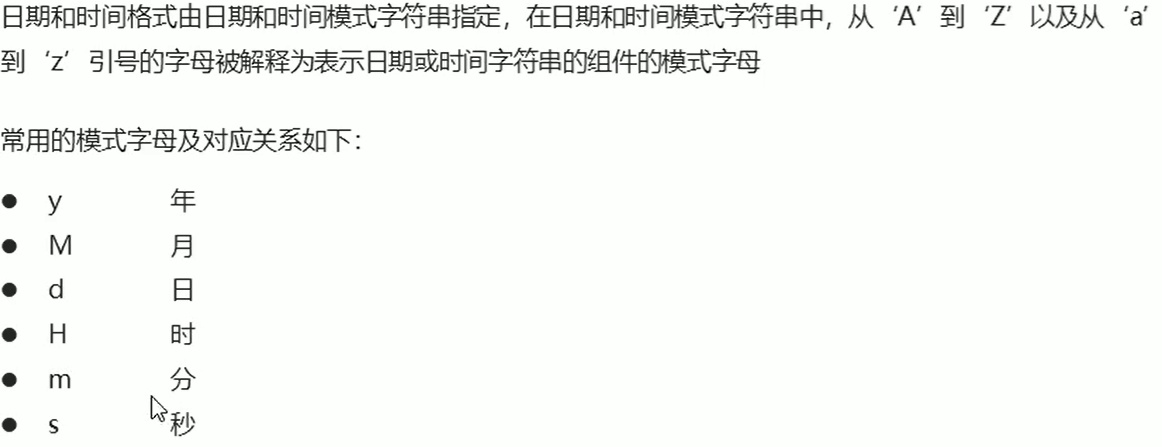 日期和时间格式由日期和时间模式字符串指定，在日期和时间模式字符串中，从‘A’到‘Z’以及从‘a’
到‘z’引号的字母被解释为表示日期或时间字符串的组件的模式字母
常用的模式字母及对应关系如下：
● y 年
● M 月
● d 日
● H 时
● m 分
● s 秒